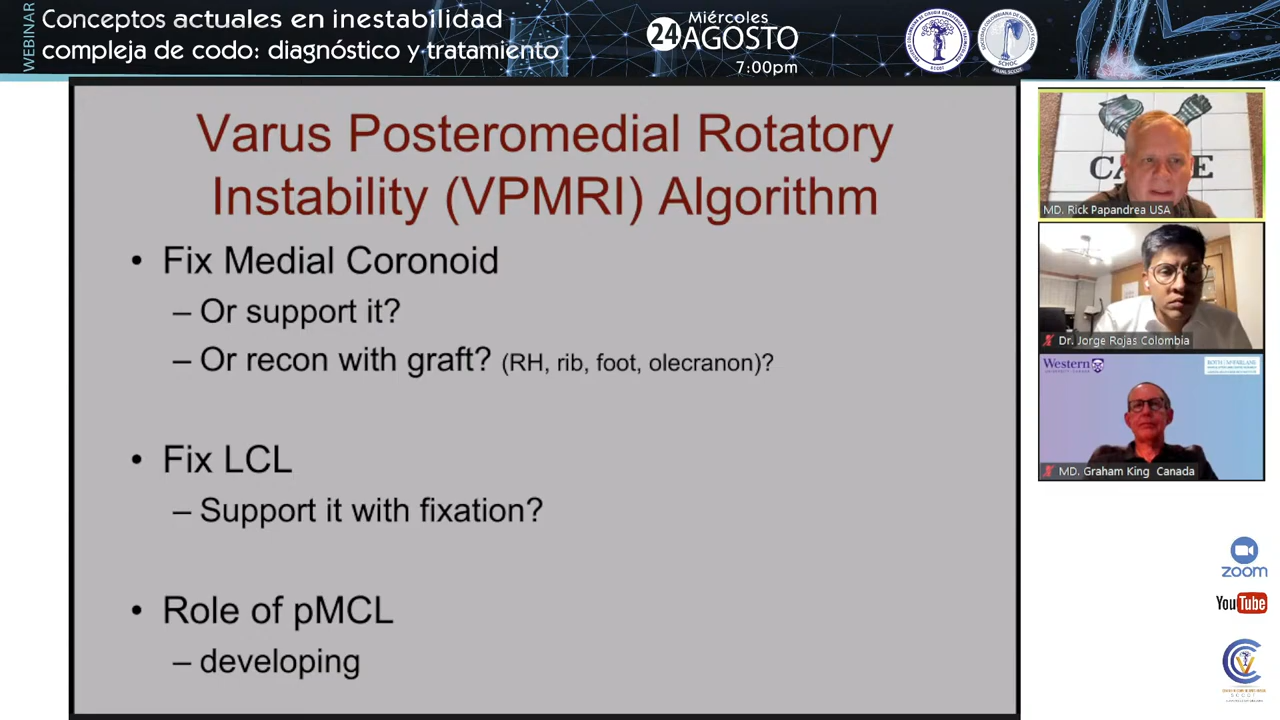 WEBINAR
Conceptos actuales en inestabilidad
compleja de codo: diagnóstico y tratamiento
Miércoles
24 AGOSTO
7:00pm
SCHOC
Varus Posteromedial Rotatory
Instability (VPMRI) Algorithm
• Fix Medial Coronoid
– Or support it?
– Or recon with graft? (RH, rib, foot, olecranon)?
• Fix LCL
– Support it with fixation?
• Role of pMCL
– developing
MD. Rick Papandrea USA
Dr. Jorge Rojas Colombia
Western
MD. Graham King Canada
zoom
YouTube